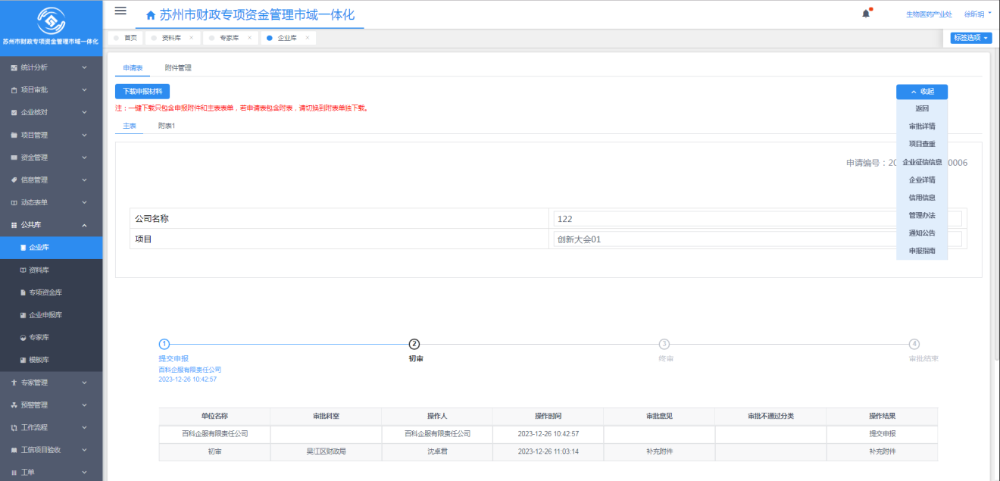 苏州市财政专项资金管理市域一体化
苏州市财政专项资金管理市域一体化
生物医药产业处 徐昕玥
首页 × 资料库 × 专家库 × 企业库 ×
标签选项
统计分析
项目审批
企业核对
项目管理
资金管理
信息管理
动态表单
公共库
企业库
资料库
专项资金库
企业申报库
专家库
模板库
专家管理
预警管理
工作流程
工信项目验收
工单
申请表 附件管理
下载申报材料
注：一键下载只包含申报附件和主表表单，若申请表包含附表，请切换到附表单独下载。
主表 附表1
收起
返回
审批详情
项目查重
企业征信信息
企业详情
信用信息
管理办法
通知公告
申报指南
申请编号：20 0006
公司名称 122
项目 创新大会01
1 2 3 4
提交申报 初审 终审 审批结束
百科企服有限责任公司
2023-12-26 10:42:57
单位名称 审批科室 操作人 操作时间 审批意见 审批不通过分类 操作结果
百科企服有限责任公司 百科企服有限责任公司 2023-12-26 10:42:57 提交申报
初审 吴江区财政局 沈卓君 2023-12-26 11:03:14 补充附件 补充附件